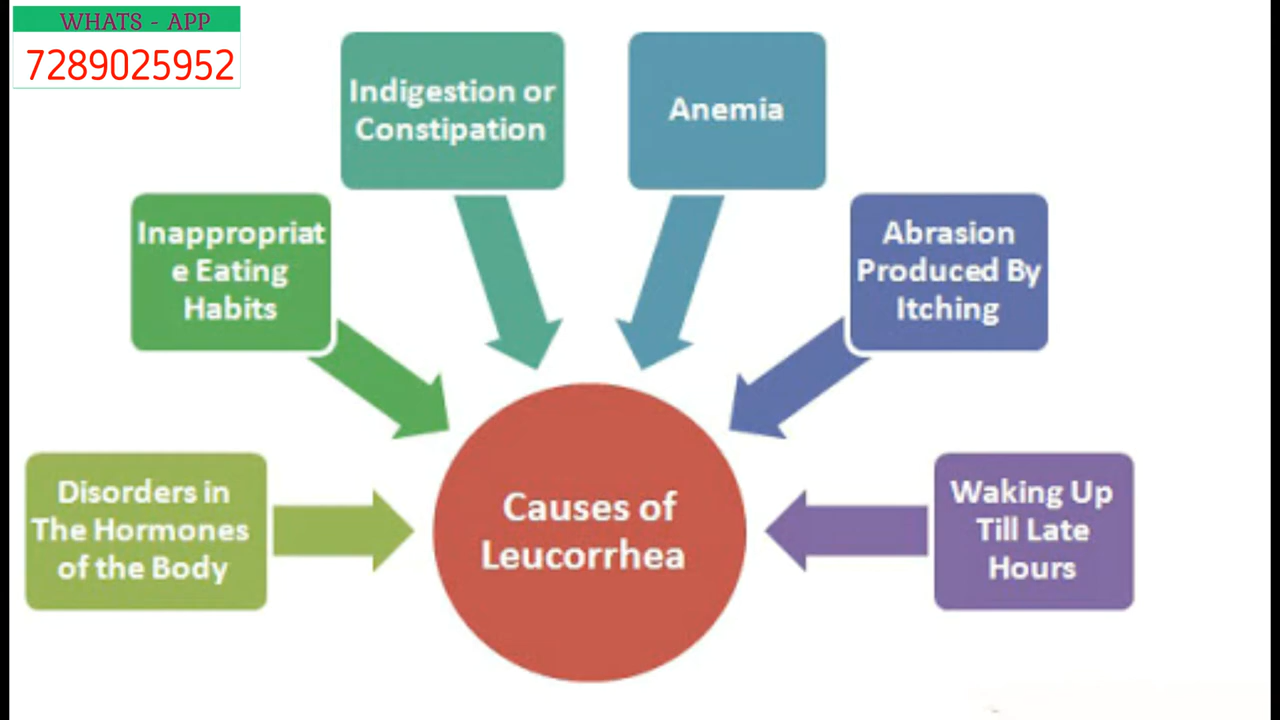 WHATS - APP
7289025952
Indigestion or
Constipation
Anemia
Inappropriat
e Eating
Habits
Abrasion
Produced By
Itching
Disorders in
The Hormones
of the Body
Causes of
Leucorrhea
Waking Up
Till Late
Hours